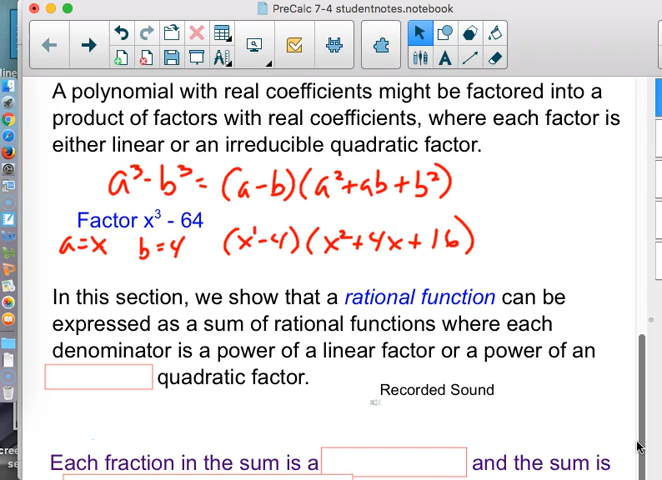 PreCalc 7-4 studentnotes.notebook
A polynomial with real coefficients might be factored into a
product of factors with real coefficients, where each factor is
either linear or an irreducible quadratic factor.
a³-b³= (a-b)(a²+ab+b²)
Factor x³ - 64
a=x b=4 (x¹-4)(x²+4x+16)
In this section, we show that a rational function can be
expressed as a sum of rational functions where each
denominator is a power of a linear factor or a power of an
quadratic factor.
Recorded Sound
Each fraction in the sum is a and the sum is